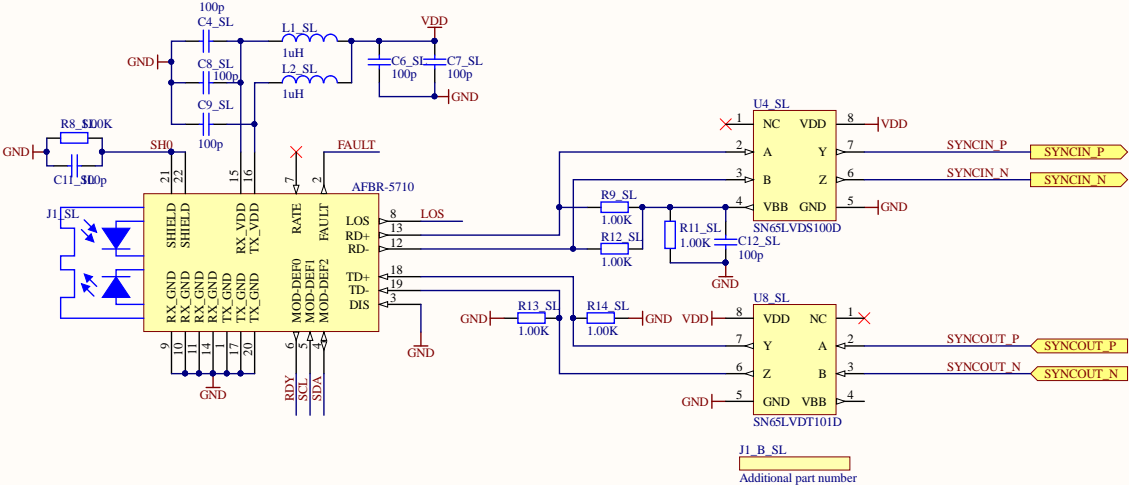 100p
C4_SL
L1_SL
VDD
1uH
GND
C8_SL
100p
L2_SL
C6_SL
100p
C7_SL
100p
1uH
GND
C9_SL
100p
R8_SL
1.00K
GND
SH0
C11_SL
100p
FAULT
AFBR-5710
21
22
15
16
7
2
SHIELD
SHIELD
RX_VDD
TX_VDD
RATE
FAULT
J1_SL
LOS
8
LOS
RD+
13
RD-
12
TD+
18
TD-
19
DIS
3
RX_GND
RX_GND
RX_GND
RX_GND
TX_GND
TX_GND
TX_GND
MOD-DEF0
MOD-DEF1
MOD-DEF2
9
10
11
14
1
17
20
6
5
4
GND
RDY
SCL
SDA
GND
U4_SL
1
NC
VDD
8
VDD
2
A
Y
7
SYNCIN_P
SYNCIN_P
3
B
Z
6
SYNCIN_N
SYNCIN_N
4
VBB
GND
5
GND
SN65LVDS100D
R9_SL
1.00K
R12_SL
1.00K
R11_SL
1.00K
C12_SL
100p
GND
U8_SL
GND
R13_SL
1.00K
R14_SL
1.00K
GND
VDD
8
VDD
NC
1
7
Y
A
2
SYNCOUT_P
SYNCOUT_P
6
Z
B
3
SYNCOUT_N
SYNCOUT_N
GND
5
GND
VBB
4
SN65LVDT101D
J1_B_SL
Additional part number